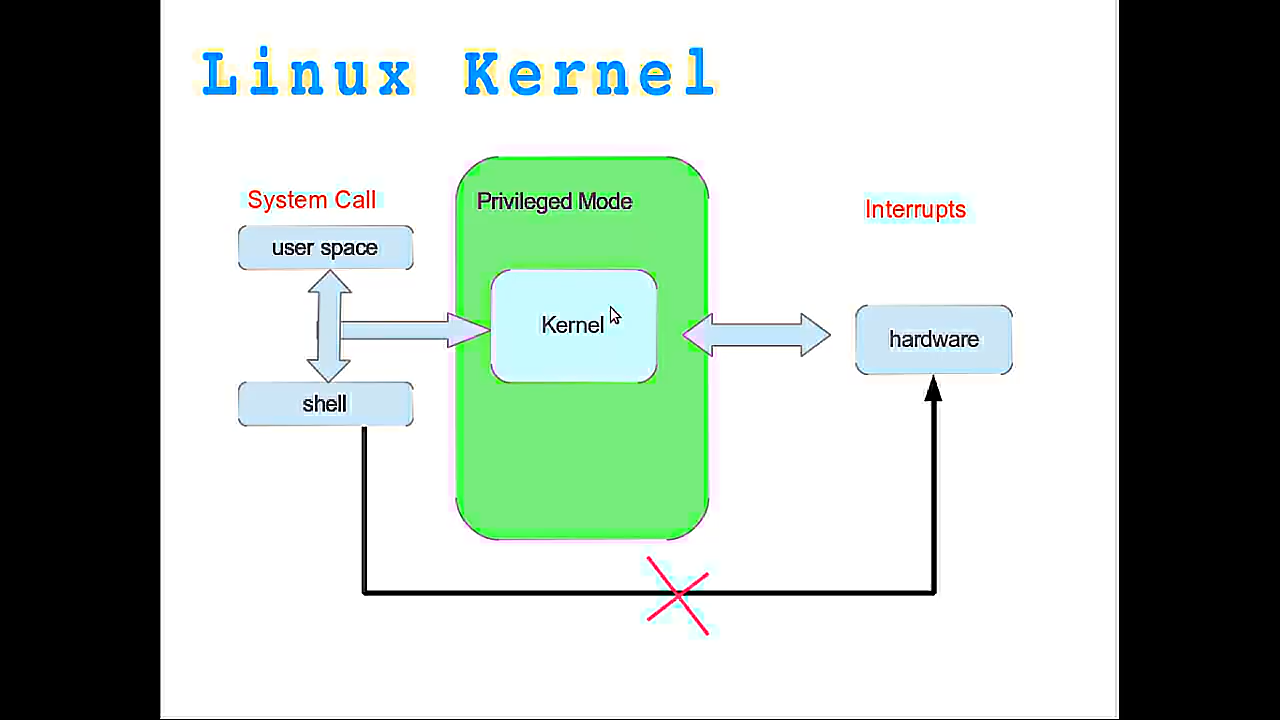 Linux Kernel
System Call
Privileged Mode
Interrupts
user space
Kernel
hardware
shell